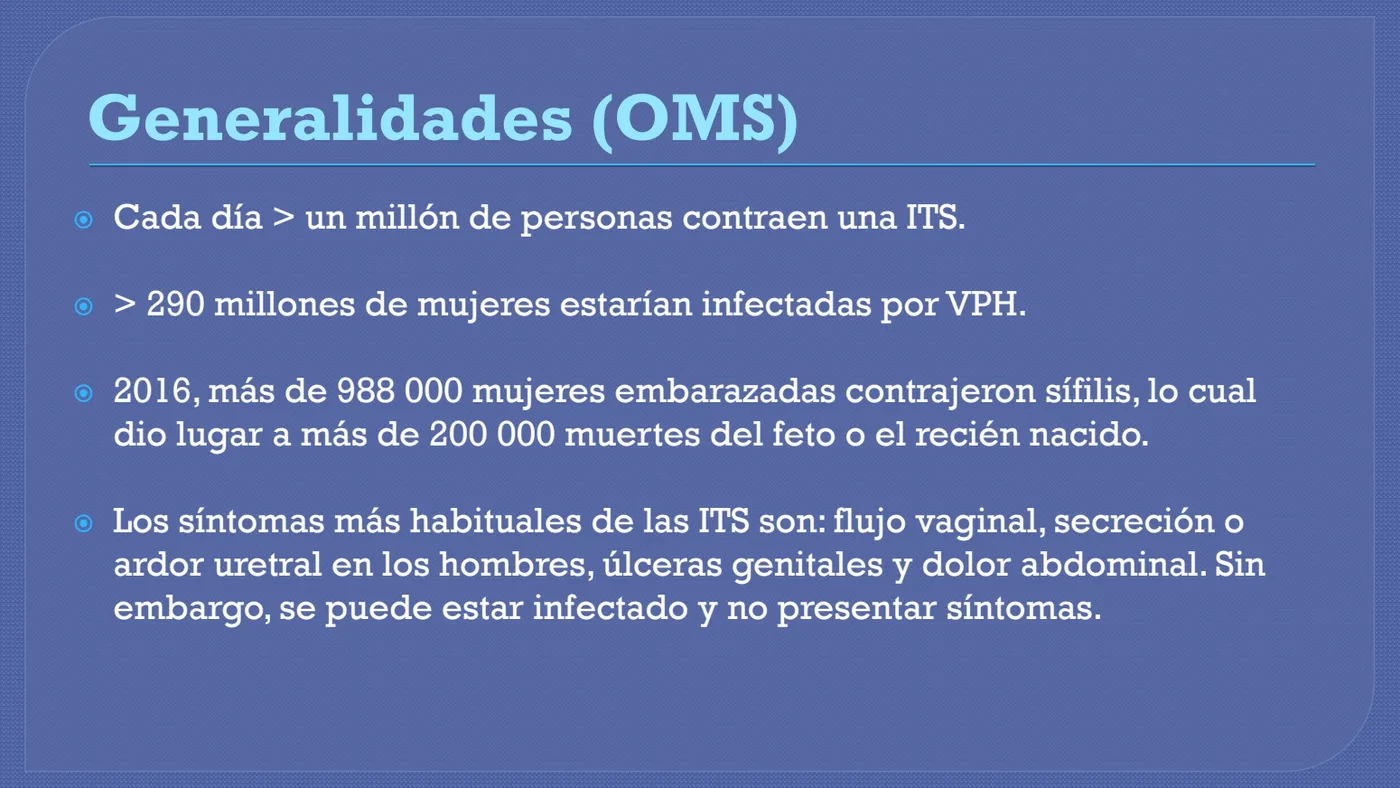 Generalidades (OMS)
Cada día > un millón de personas contraen una ITS.
> 290 millones de mujeres estarían infectadas por VPH.
2016, más de 988 000 mujeres embarazadas contrajeron sífilis, lo cual
dio lugar a más de 200 000 muertes del feto o el recién nacido.
Los síntomas más habituales de las ITS son: flujo vaginal, secreción o
ardor uretral en los hombres, úlceras genitales y dolor abdominal. Sin
embargo, se puede estar infectado y no presentar síntomas.